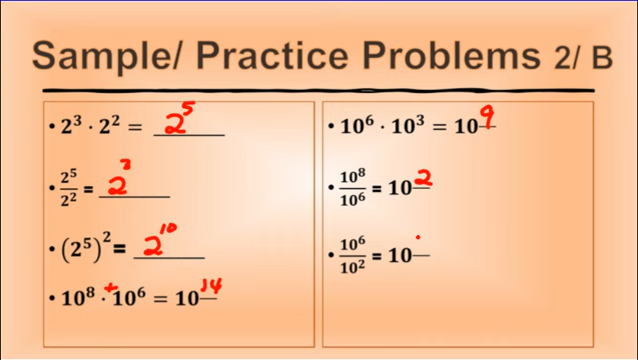 Sample/ Practice Problems 2/ B
• 2³ · 2² = 2⁵
• 2⁵/2² = 2³
• (2⁵)² = 2¹⁰
• 10⁸ · + 10⁶ = 10¹⁴
• 10⁶ · 10³ = 10⁹
• 10⁸/10⁶ = 10²
• 10⁶/10² = 10__